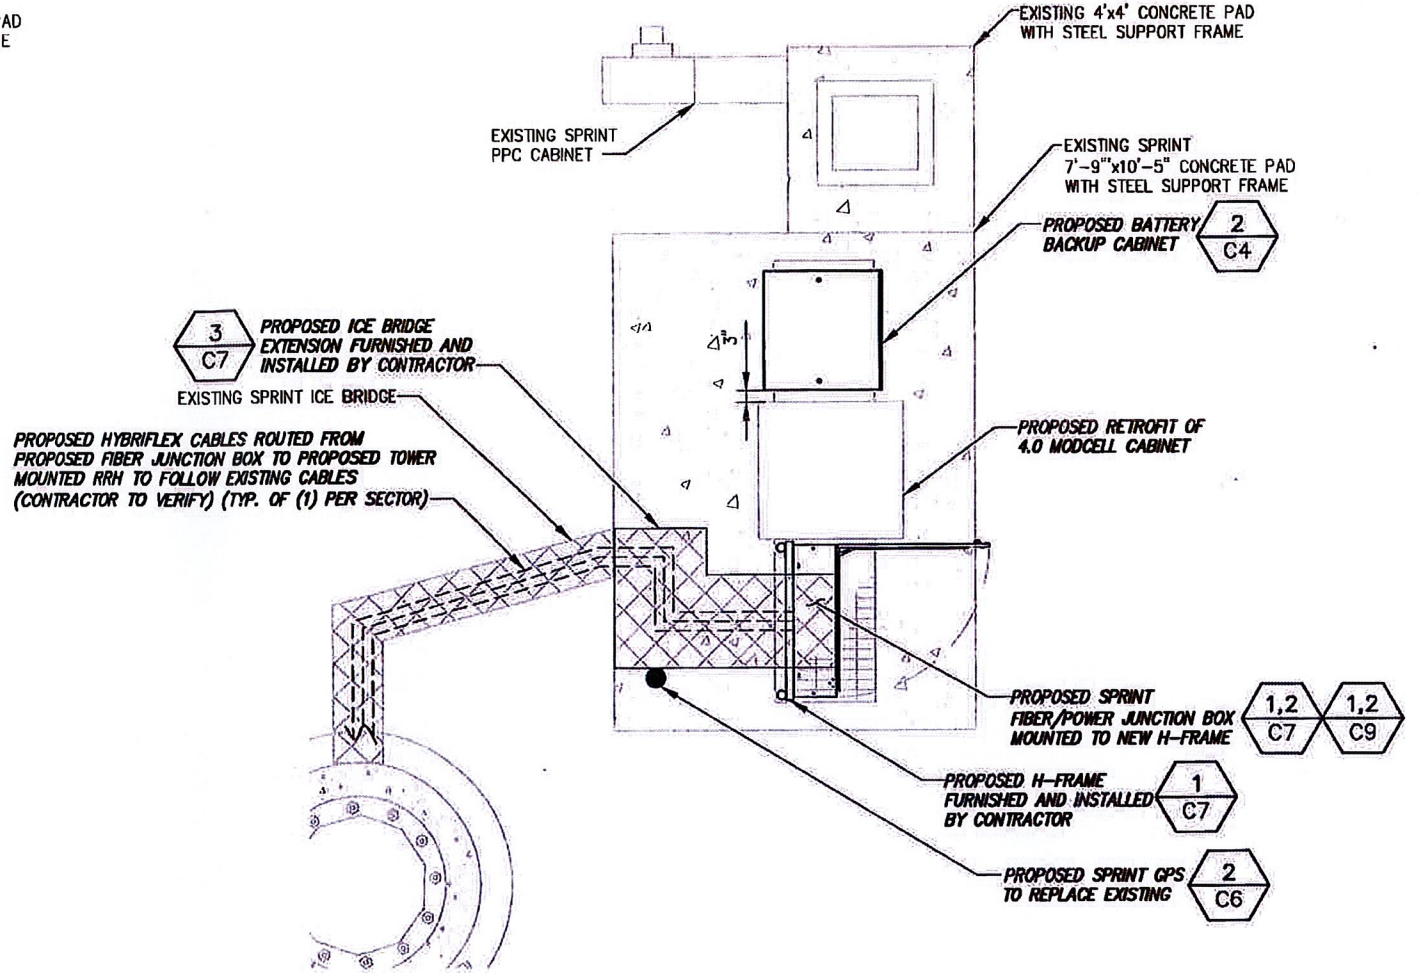 PAD
E
EXISTING 4'x4' CONCRETE PAD
WITH STEEL SUPPORT FRAME
EXISTING SPRINT
PPC CABINET
EXISTING SPRINT
7'-9"x10'-5" CONCRETE PAD
WITH STEEL SUPPORT FRAME
PROPOSED BATTERY
BACKUP CABINET
2
C4
3"
3
C7
PROPOSED ICE BRIDGE
EXTENSION FURNISHED AND
INSTALLED BY CONTRACTOR
EXISTING SPRINT ICE BRIDGE
PROPOSED HYBRIFLEX CABLES ROUTED FROM
PROPOSED FIBER JUNCTION BOX TO PROPOSED TOWER
MOUNTED RRH TO FOLLOW EXISTING CABLES
(CONTRACTOR TO VERIFY) (TYP. OF (1) PER SECTOR)
PROPOSED RETROFIT OF
4.0 MODCELL CABINET
PROPOSED SPRINT
FIBER/POWER JUNCTION BOX
MOUNTED TO NEW H-FRAME
1,2
C7
1,2
C9
PROPOSED H-FRAME
FURNISHED AND INSTALLED
BY CONTRACTOR
1
C7
PROPOSED SPRINT GPS
TO REPLACE EXISTING
2
C6